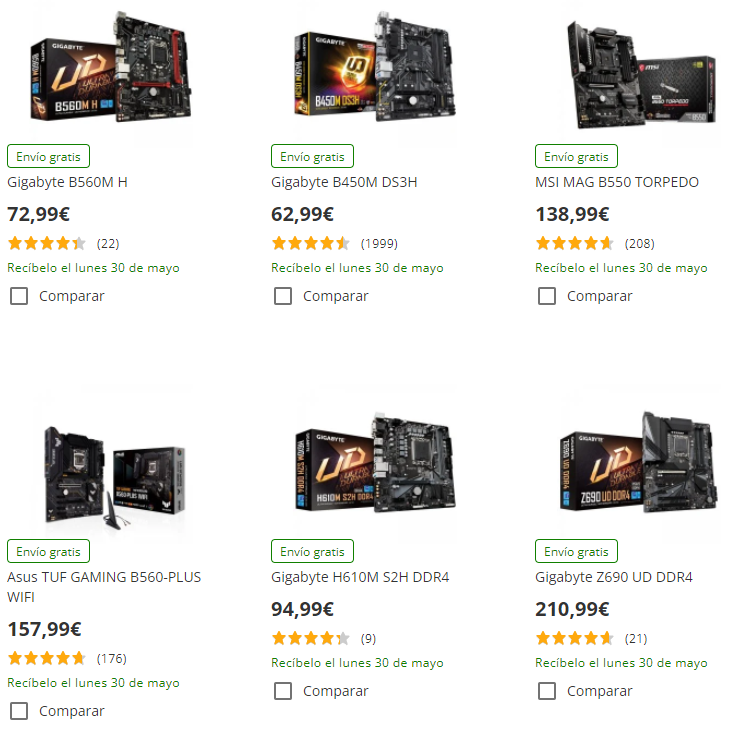 GIGABYTE
B560M H
GIGABYTE
B450M DS3H
msi
Envío gratis
Envío gratis
Envío gratis
Gigabyte B560M H
Gigabyte B450M DS3H
MSI MAG B550 TORPEDO
72,99€
62,99€
138,99€
(22)
(1999)
(208)
Recíbelo el lunes 30 de mayo
Recíbelo el lunes 30 de mayo
Recíbelo el lunes 30 de mayo
Comparar
Comparar
Comparar
GIGABYTE
H610M S2H DDR4
GIGABYTE
Z690 UD DDR4
Envío gratis
Envío gratis
Envío gratis
Asus TUF GAMING B560-PLUS
WIFI
Gigabyte H610M S2H DDR4
Gigabyte Z690 UD DDR4
157,99€
94,99€
210,99€
(176)
(9)
(21)
Recíbelo el lunes 30 de mayo
Recíbelo el lunes 30 de mayo
Recíbelo el lunes 30 de mayo
Comparar
Comparar
Comparar